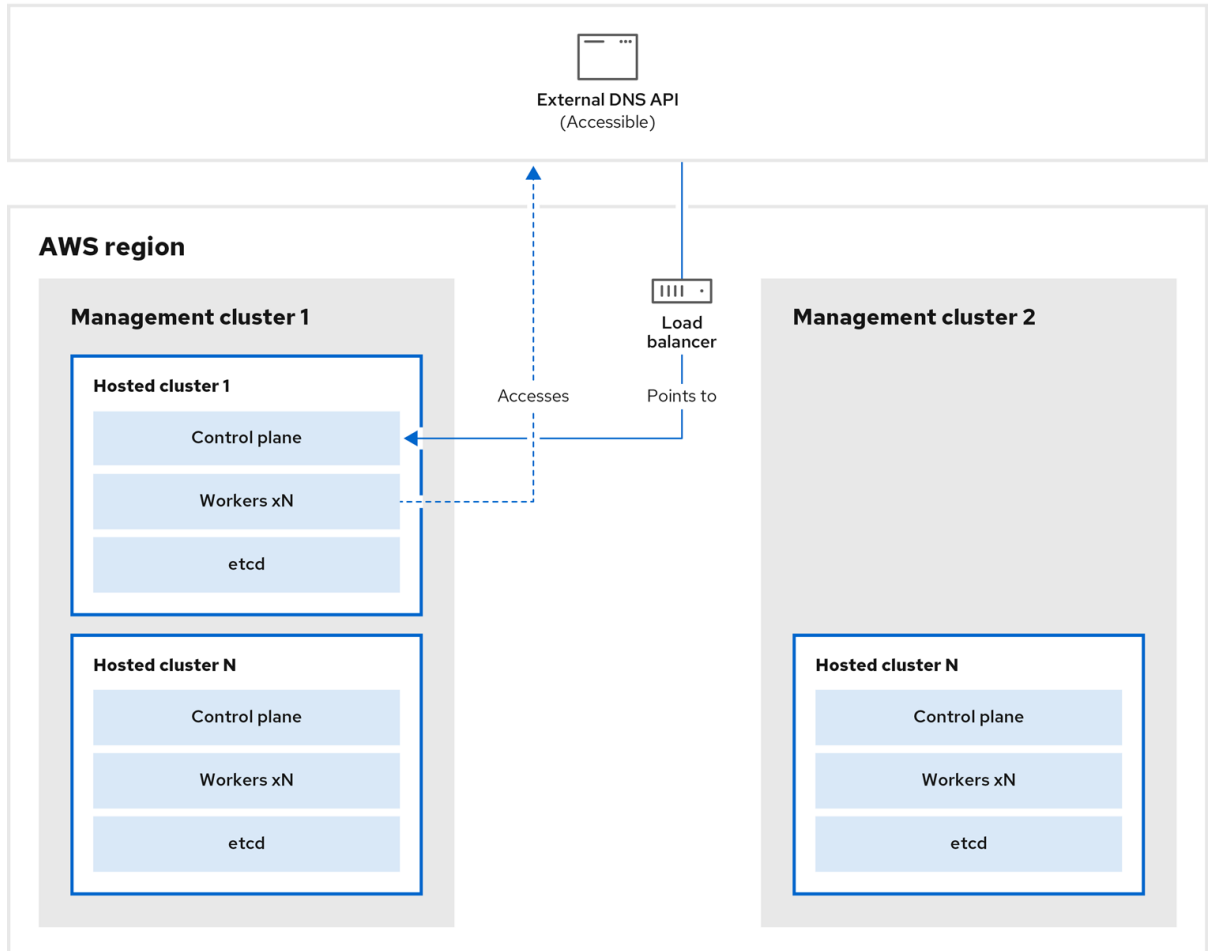 External DNS API
(Accessible)
AWS region
Management cluster 1
Hosted cluster 1
Control plane
Workers xN
etcd
Hosted cluster N
Control plane
Workers xN
etcd
Accesses
Load
balancer
Points to
Management cluster 2
Hosted cluster N
Control plane
Workers xN
etcd